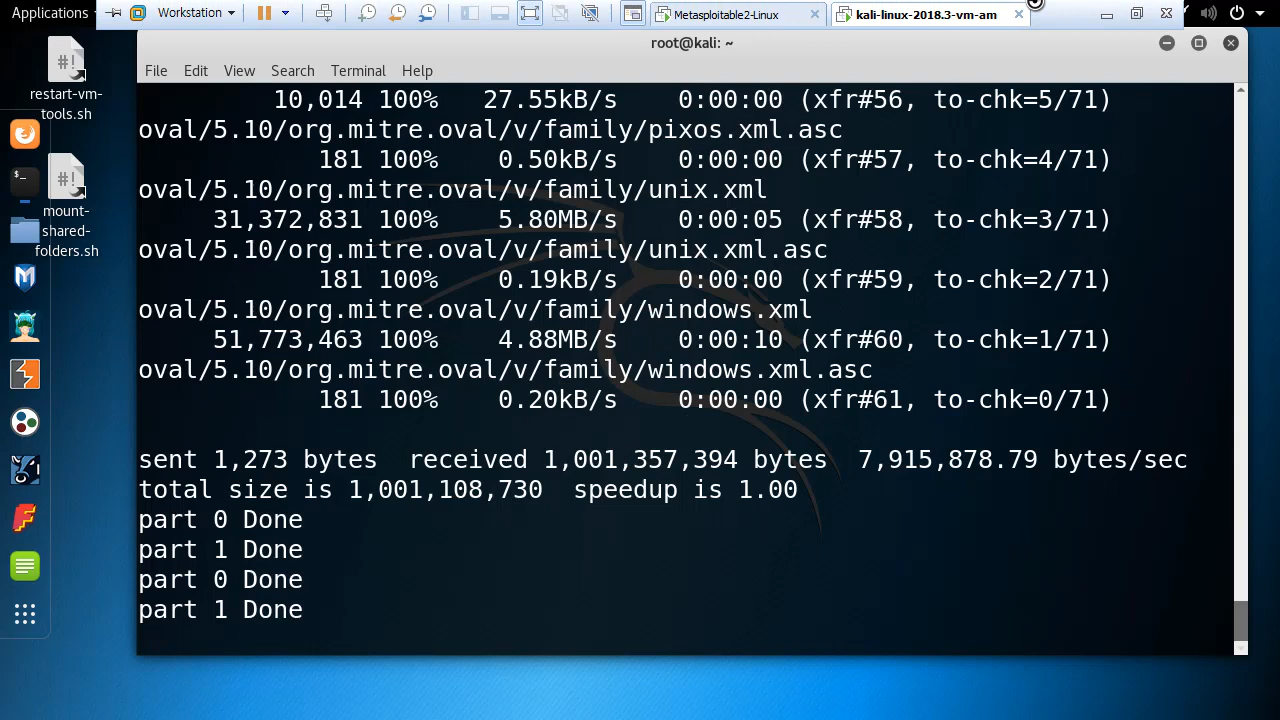 Applications
Workstation
Metasploitable2-Linux
kali-linux-2018.3-vm-am
root@kali: ~
File Edit View Search Terminal Help
#!
restart-vm-
tools.sh
#!
mount-
shared-
folders.sh
$_
10,014 100% 27.55kB/s 0:00:00 (xfr#56, to-chk=5/71)
oval/5.10/org.mitre.oval/v/family/pixos.xml.asc
181 100% 0.50kB/s 0:00:00 (xfr#57, to-chk=4/71)
oval/5.10/org.mitre.oval/v/family/unix.xml
31,372,831 100% 5.80MB/s 0:00:05 (xfr#58, to-chk=3/71)
oval/5.10/org.mitre.oval/v/family/unix.xml.asc
181 100% 0.19kB/s 0:00:00 (xfr#59, to-chk=2/71)
oval/5.10/org.mitre.oval/v/family/windows.xml
51,773,463 100% 4.88MB/s 0:00:10 (xfr#60, to-chk=1/71)
oval/5.10/org.mitre.oval/v/family/windows.xml.asc
181 100% 0.20kB/s 0:00:00 (xfr#61, to-chk=0/71)
sent 1,273 bytes received 1,001,357,394 bytes 7,915,878.79 bytes/sec
total size is 1,001,108,730 speedup is 1.00
part 0 Done
part 1 Done
part 0 Done
part 1 Done